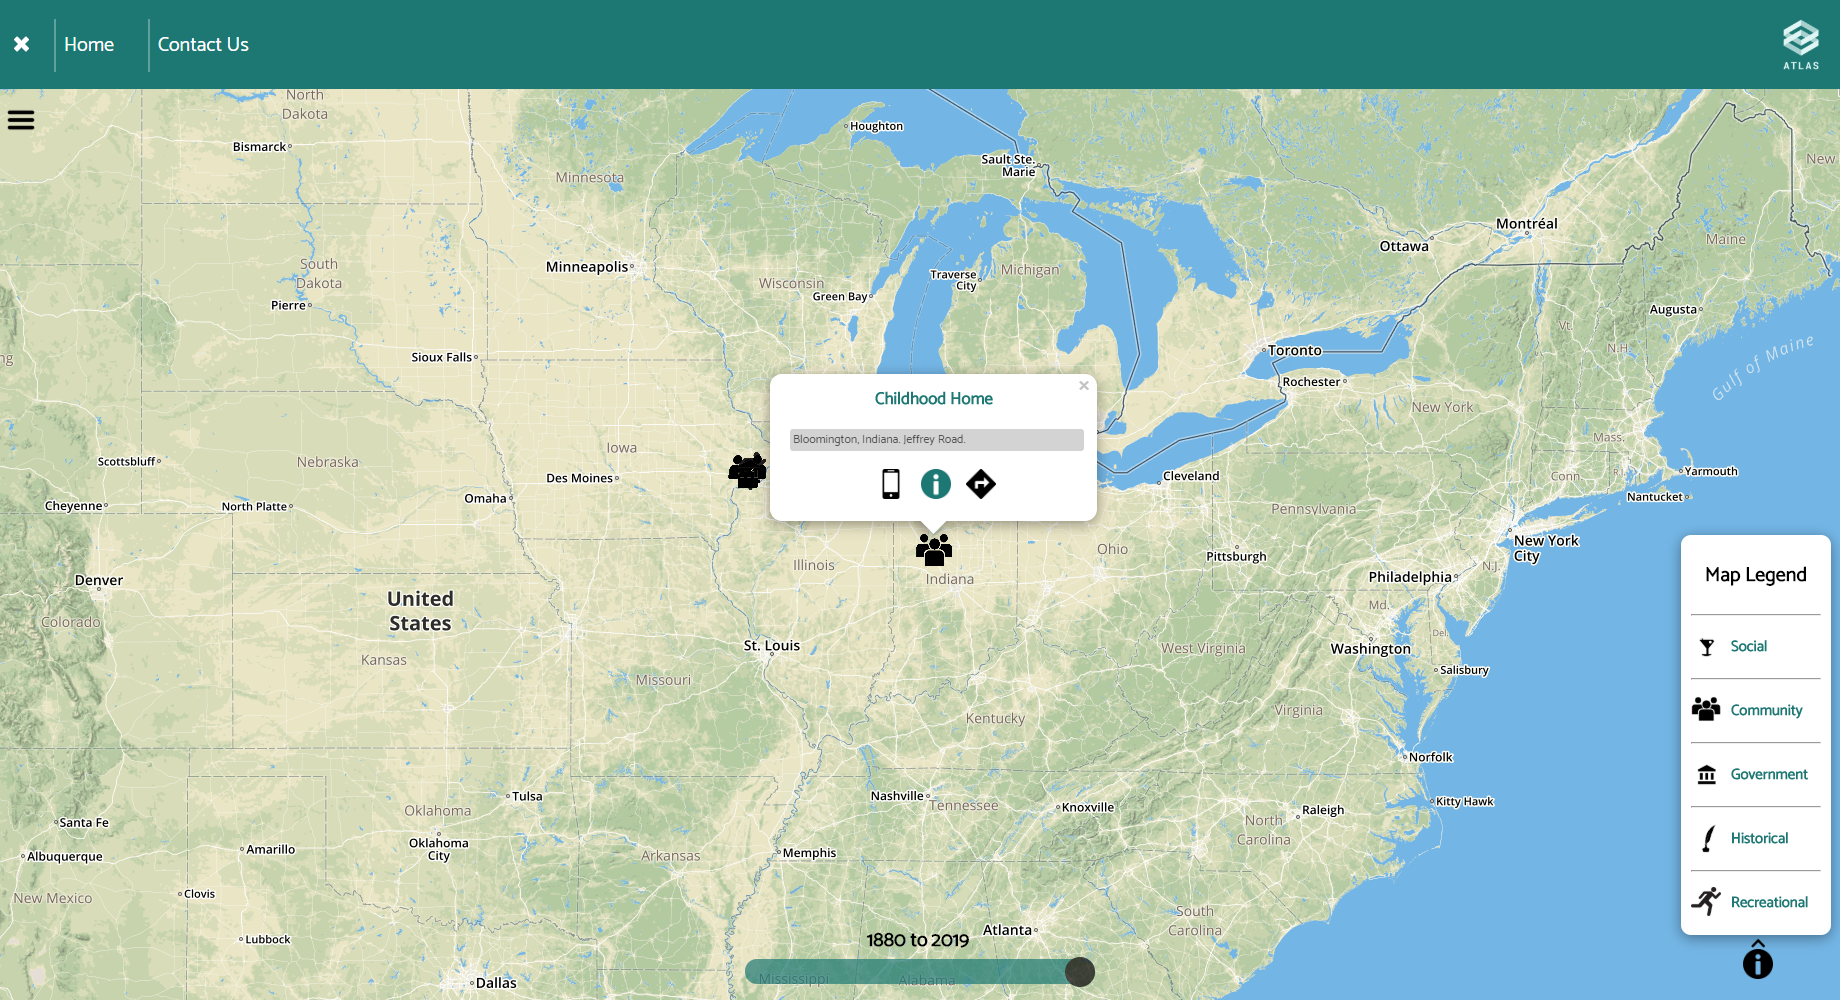 Home
Contact Us
ATLAS
North
Dakota
Houghton
Bismarck
Sault Ste.
Marie
New
Minnesota
Montréal
Ottawa
Maine
South
Dakota
Minneapolis
Traverse
City
Michigan
Wisconsin
Green Bay
Pierre
Augusta
Vt.
N.H.
Gulf of Maine
Sioux Falls
Toronto
Rochester
New York
Childhood Home
Bloomington, Indiana. Jeffrey Road.
Iowa
Mass.
Scottsbluff
Nebraska
Des Moines
Cleveland
Conn.
R.I.
Yarmouth
Nantucket
Omaha
Cheyenne
North Platte
Pennsylvania
New York
City
Ohio
Pittsburgh
Illinois
Indiana
N.J.
Philadelphia
Denver
United
States
Md.
Colorado
Del.
St. Louis
West Virginia
Washington
Kansas
Salisbury
Missouri
Kentucky
Virginia
Norfolk
Tulsa
Nashville
Tennessee
Knoxville
Kitty Hawk
Oklahoma
Raleigh
North
Carolina
Santa Fe
Oklahoma
City
Amarillo
Albuquerque
Arkansas
Memphis
Clovis
New Mexico
South
Carolina
Atlanta
Lubbock
1880 to 2019
Mississippi
Alabama
Dallas
Map Legend
Social
Community
Government
Historical
Recreational